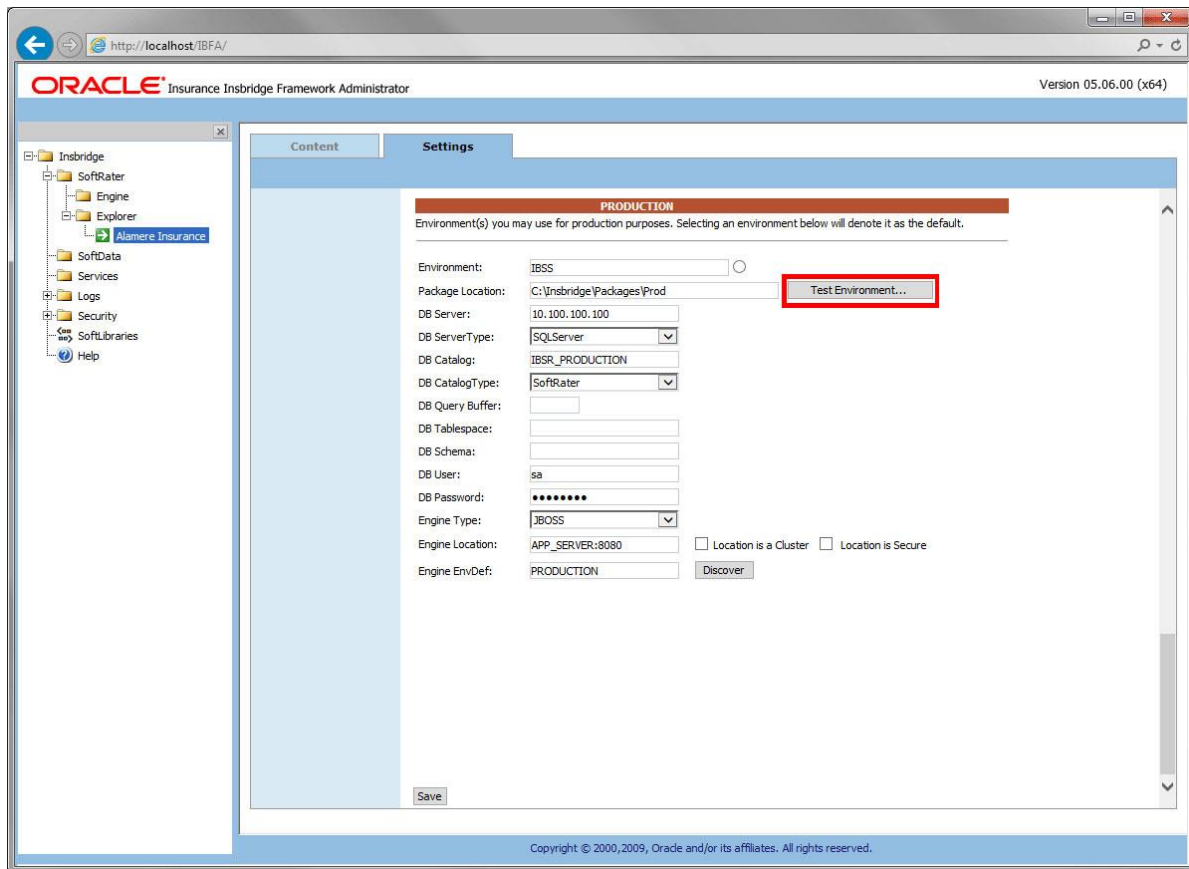 http://localhost/IBFA/
ORACLE Insurance Insbridge Framework Administrator
Version 05.06.00 (x64)
Insbridge
SoftRater
Engine
Explorer
Alamere Insurance
SoftData
Services
Logs
Security
SoftLibraries
Help
Content
Settings
PRODUCTION
Environment(s) you may use for production purposes. Selecting an environment below will denote it as the default.
Environment: IBSS
Package Location: C:\Insbridge\Packages\Prod Test Environment...
DB Server: 10.100.100.100
DB ServerType: SQLServer
DB Catalog: IBSR_PRODUCTION
DB CatalogType: SoftRater
DB Query Buffer:
DB Tablespace:
DB Schema:
DB User: sa
DB Password: ••••••••
Engine Type: JBOSS
Engine Location: APP_SERVER:8080 Location is a Cluster Location is Secure
Engine EnvDef: PRODUCTION Discover
Save
Copyright © 2000,2009, Oracle and/or its affiliates. All rights reserved.